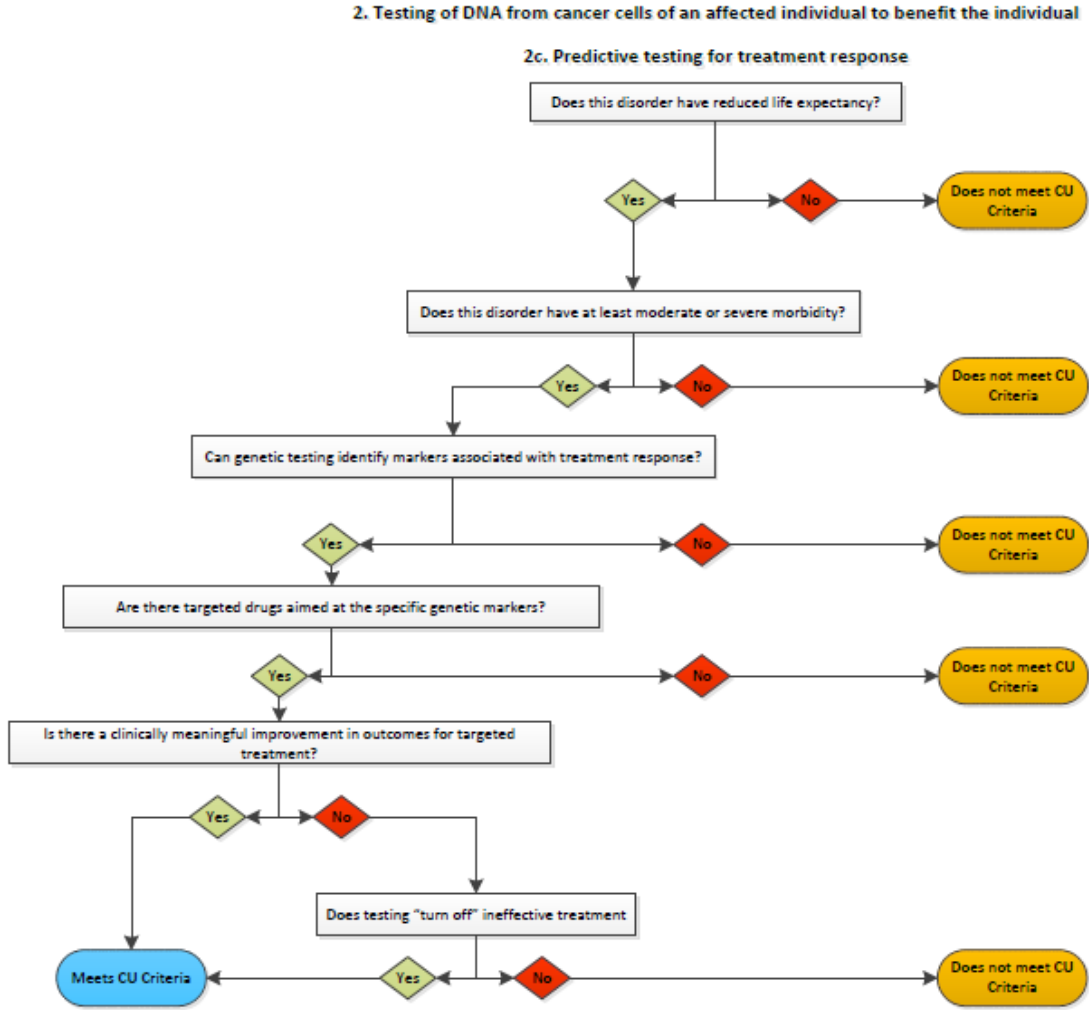 2. Testing of DNA from cancer cells of an affected individual to benefit the individual
2c. Predictive testing for treatment response
Does this disorder have reduced life expectancy?
Yes
No
Does not meet CU
Criteria
Does this disorder have at least moderate or severe morbidity?
Yes
No
Does not meet CU
Criteria
Can genetic testing identify markers associated with treatment response?
Yes
No
Does not meet CU
Criteria
Are there targeted drugs aimed at the specific genetic markers?
Yes
No
Does not meet CU
Criteria
Is there a clinically meaningful improvement in outcomes for targeted
treatment?
Yes
No
Does testing “turn off” ineffective treatment
Meets CU Criteria
Yes
No
Does not meet CU
Criteria